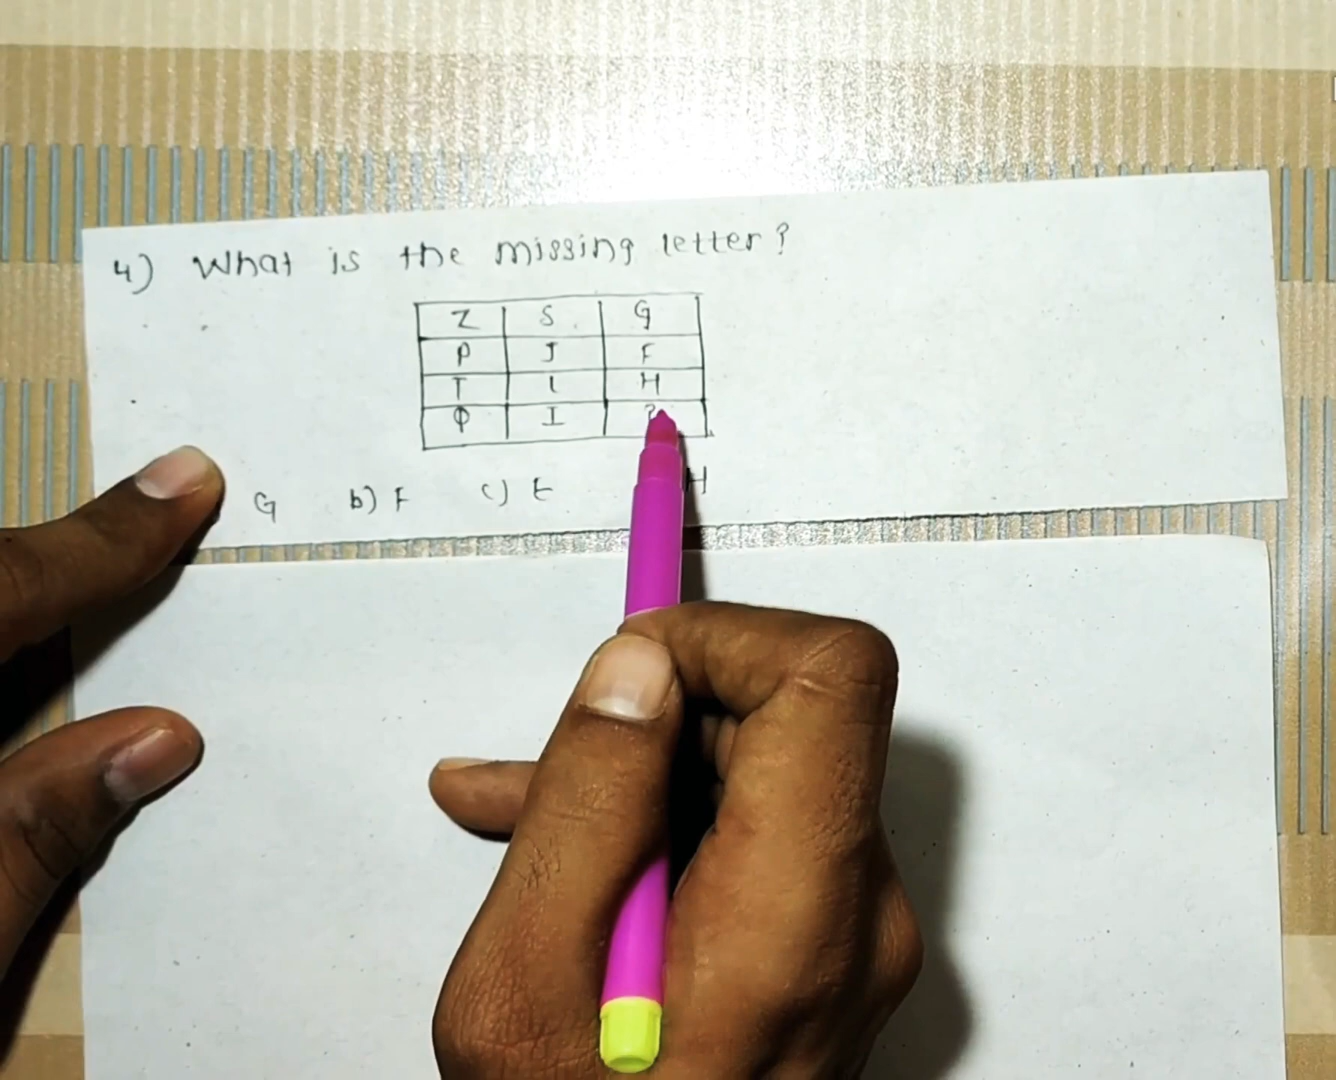 4) What is the missing letter?
Z S G
P J F
T L H
Q I ?
G b) F c) E H